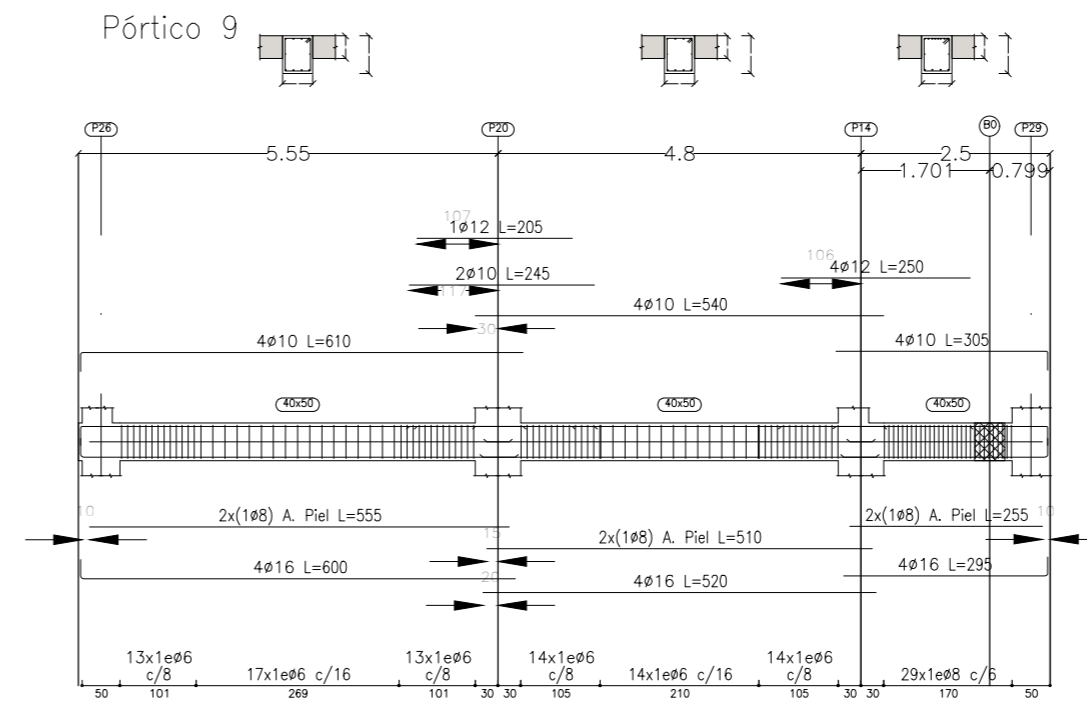 Pórtico 9
P26 P20 P14 B0 P29
5.55 4.8 2.5
1.701 0.799
107
1ø12 L=205
106
2ø10 L=245 4ø12 L=250
117
4ø10 L=540
30
4ø10 L=610 4ø10 L=305
40x50 40x50 40x50
10 10
2x(1ø8) A. Piel L=555 2x(1ø8) A. Piel L=255
15
2x(1ø8) A. Piel L=510
4ø16 L=600 4ø16 L=295
20
4ø16 L=520
13x1eø6 13x1eø6 14x1eø6 14x1eø6
c/8 17x1eø6 c/16 c/8 c/8 14x1eø6 c/16 c/8 29x1eø8 c/6
50 101 269 101 30 30 105 210 105 30 30 170 50